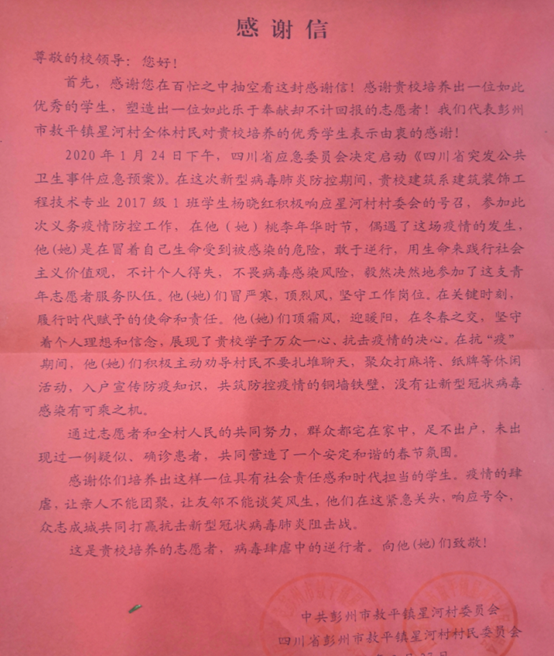 感谢信
尊敬的校领导：您好！
首先，感谢您在百忙之中抽空看这封感谢信！感谢贵校培养出一位如此
优秀的学生，塑造出一位如此乐于奉献却不计回报的志愿者！我们代表彭州
市敖平镇星河村全体村民对贵校培养的优秀学生表示由衷的感谢！
2020年1月24日下午，四川省应急委员会决定启动《四川省突发公共
卫生事件应急预案》。在这次新型病毒肺炎防控期间，贵校建筑系建筑装饰工
程技术专业2017级1班学生杨晓红积极响应星河村村委会的号召，参加此
次义务疫情防控工作，在他（她）桃李年华时节，偶遇了这场疫情的发生，
他(她)是在冒着自己生命受到被感染的危险，敢于逆行，用生命来践行社会
主义价值观，不计个人得失，不畏病毒感染风险，毅然决然地参加了这支青
年志愿者服务队伍。他(她)们冒严寒，顶烈风，坚守工作岗位、在关键时刻，
履行时代赋予的使命和责任。他(她)们顶霜风，迎暖阳，在冬春之交，坚守
着个人理想和信念，展现了贵校学子万众一心、抗击疫情的决心。在抗“疫”
期间，他(她)们积极主动劝导村民不要扎堆聊天，聚众打麻将、纸牌等休闲
活动，入户宣传防疫知识，共筑防控疫情的铜墙铁壁，没有让新型冠状病毒
感染有可乘之机。
通过志愿者和全村人民的共同努力，群众都宅在家中，足不出户，未出
现过一例疑似、确诊患者，共同营造了一个安定和谐的春节氛围。
感谢你们培养出这样一位具有社会责任感和时代担当的学生。疫情的肆
虐，让亲人不能团聚，让友邻不能谈笑风生，他们在这紧急关头，响应号令，
众志成城共同打赢抗击新型冠状病毒肺炎阻击战。
这是贵校培养的志愿者，病毒肆虐中的逆行者。向他(她)们致敬！
中共彭州市敖平镇星河村委员会
四川省彭州市敖平镇星河村村民委员会